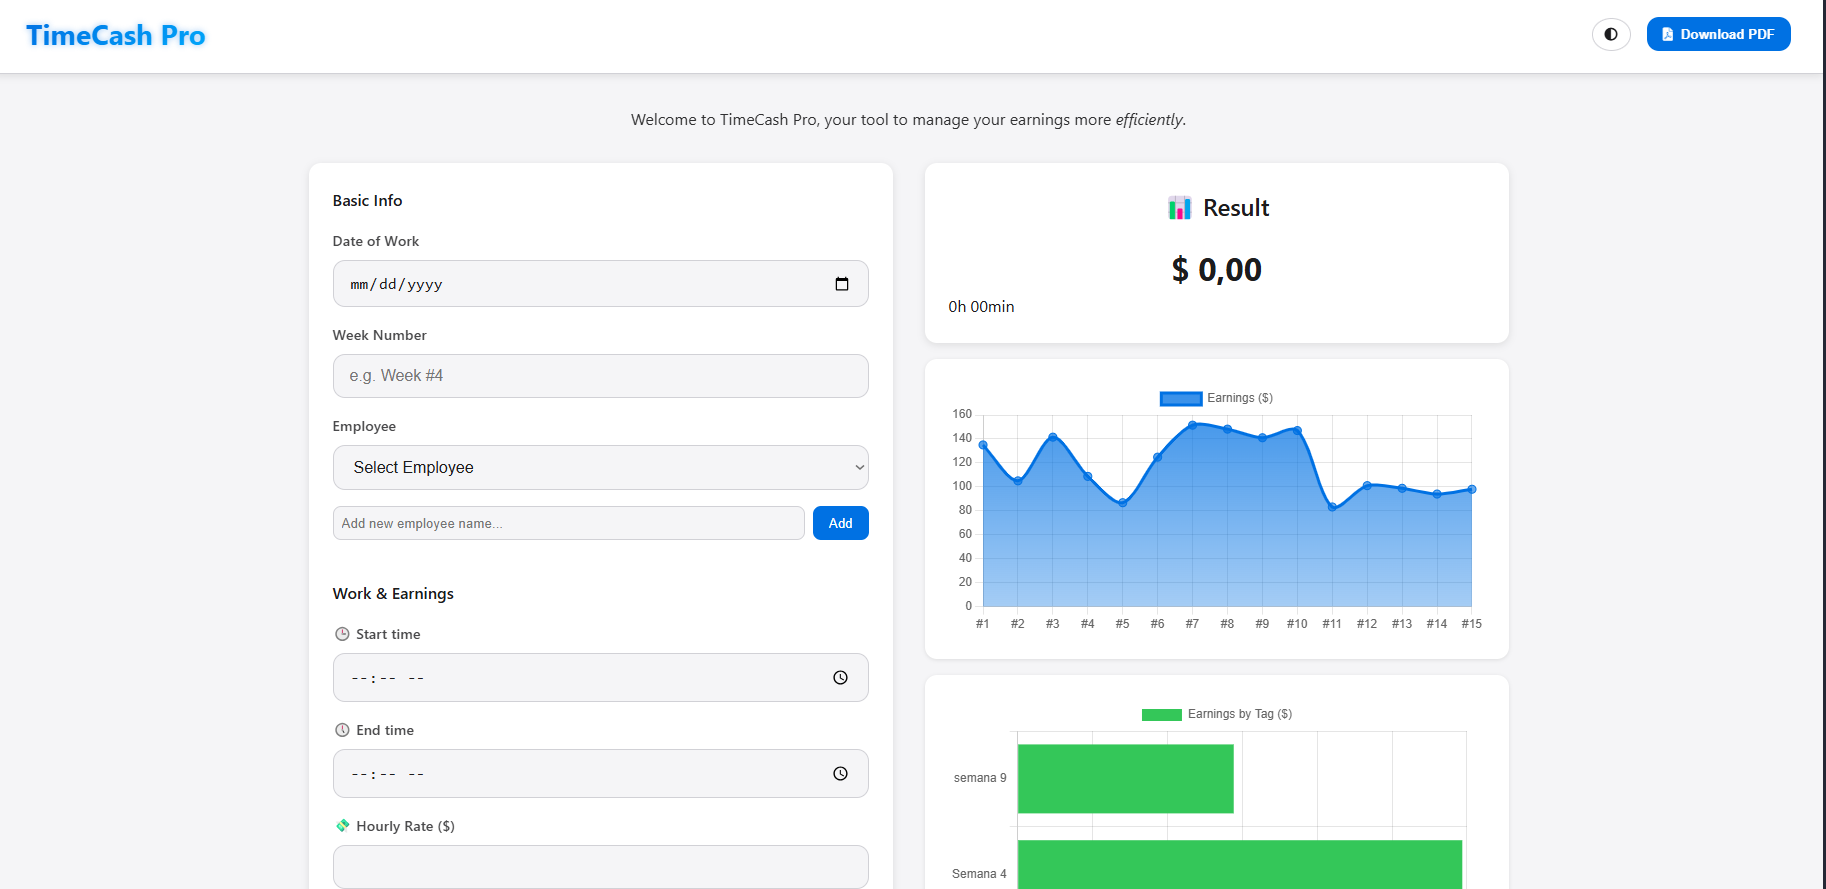 TimeCash Pro
Download PDF
Welcome to TimeCash Pro, your tool to manage your earnings more efficiently.
Basic Info
Date of Work
mm/dd/yyyy
Week Number
e.g. Week #4
Employee
Select Employee
Add new employee name...
Add
Work & Earnings
Start time
--:-- --
End time
--:-- --
Hourly Rate ($)
Result
$ 0,00
0h 00min
Earnings ($)
160
140
120
100
80
60
40
20
0
#1 #2 #3 #4 #5 #6 #7 #8 #9 #10 #11 #12 #13 #14 #15
Earnings by Tag ($)
semana 9
Semana 4